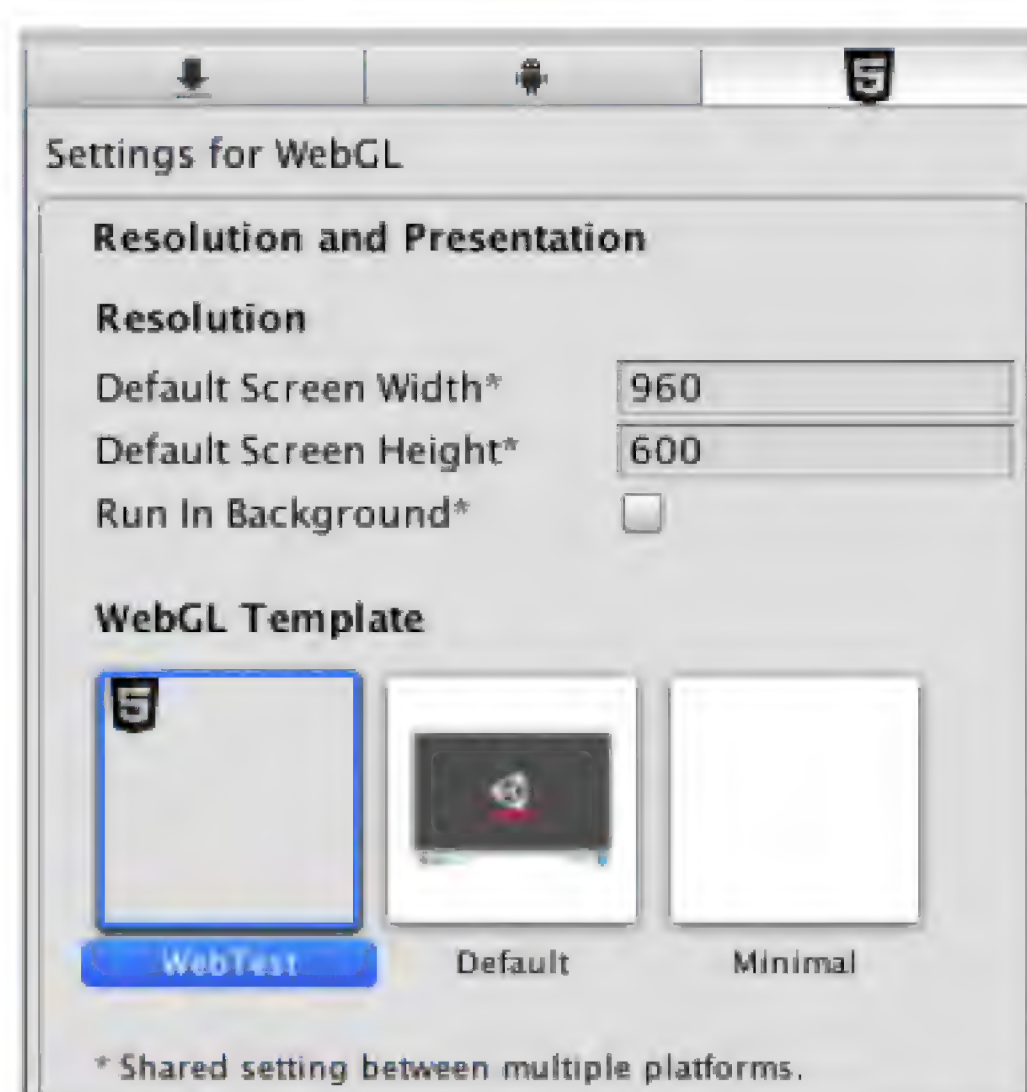 Settings for WebGL
Resolution and Presentation
Resolution
Default Screen Width* 960
Default Screen Height* 600
Run In Background*
WebGL Template
WebTest Default Minimal
* Shared setting between multiple platforms.